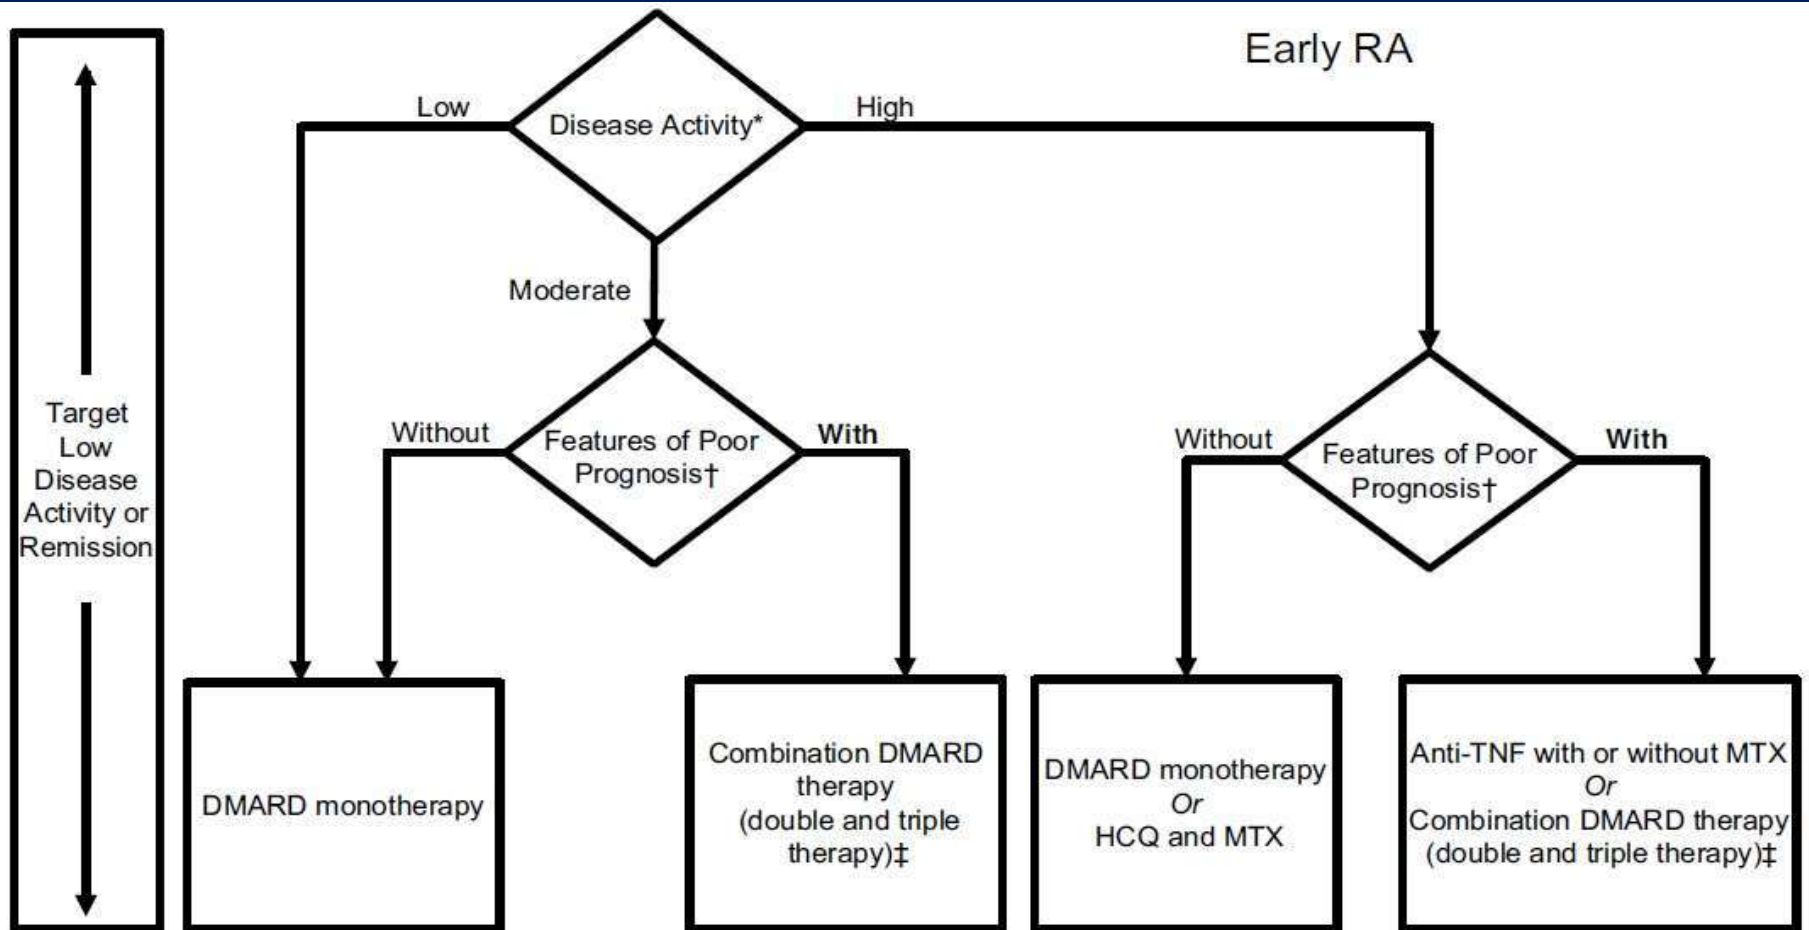 Early RA
Low
Disease Activity*
High
Moderate
Target
Low
Disease
Activity or
Remission
Without
Features of Poor
Prognosis†
With
Without
Features of Poor
Prognosis†
With
DMARD monotherapy
Combination DMARD
therapy
(double and triple
therapy)‡
DMARD monotherapy
Or
HCQ and MTX
Anti-TNF with or without MTX
Or
Combination DMARD therapy
(double and triple therapy)‡